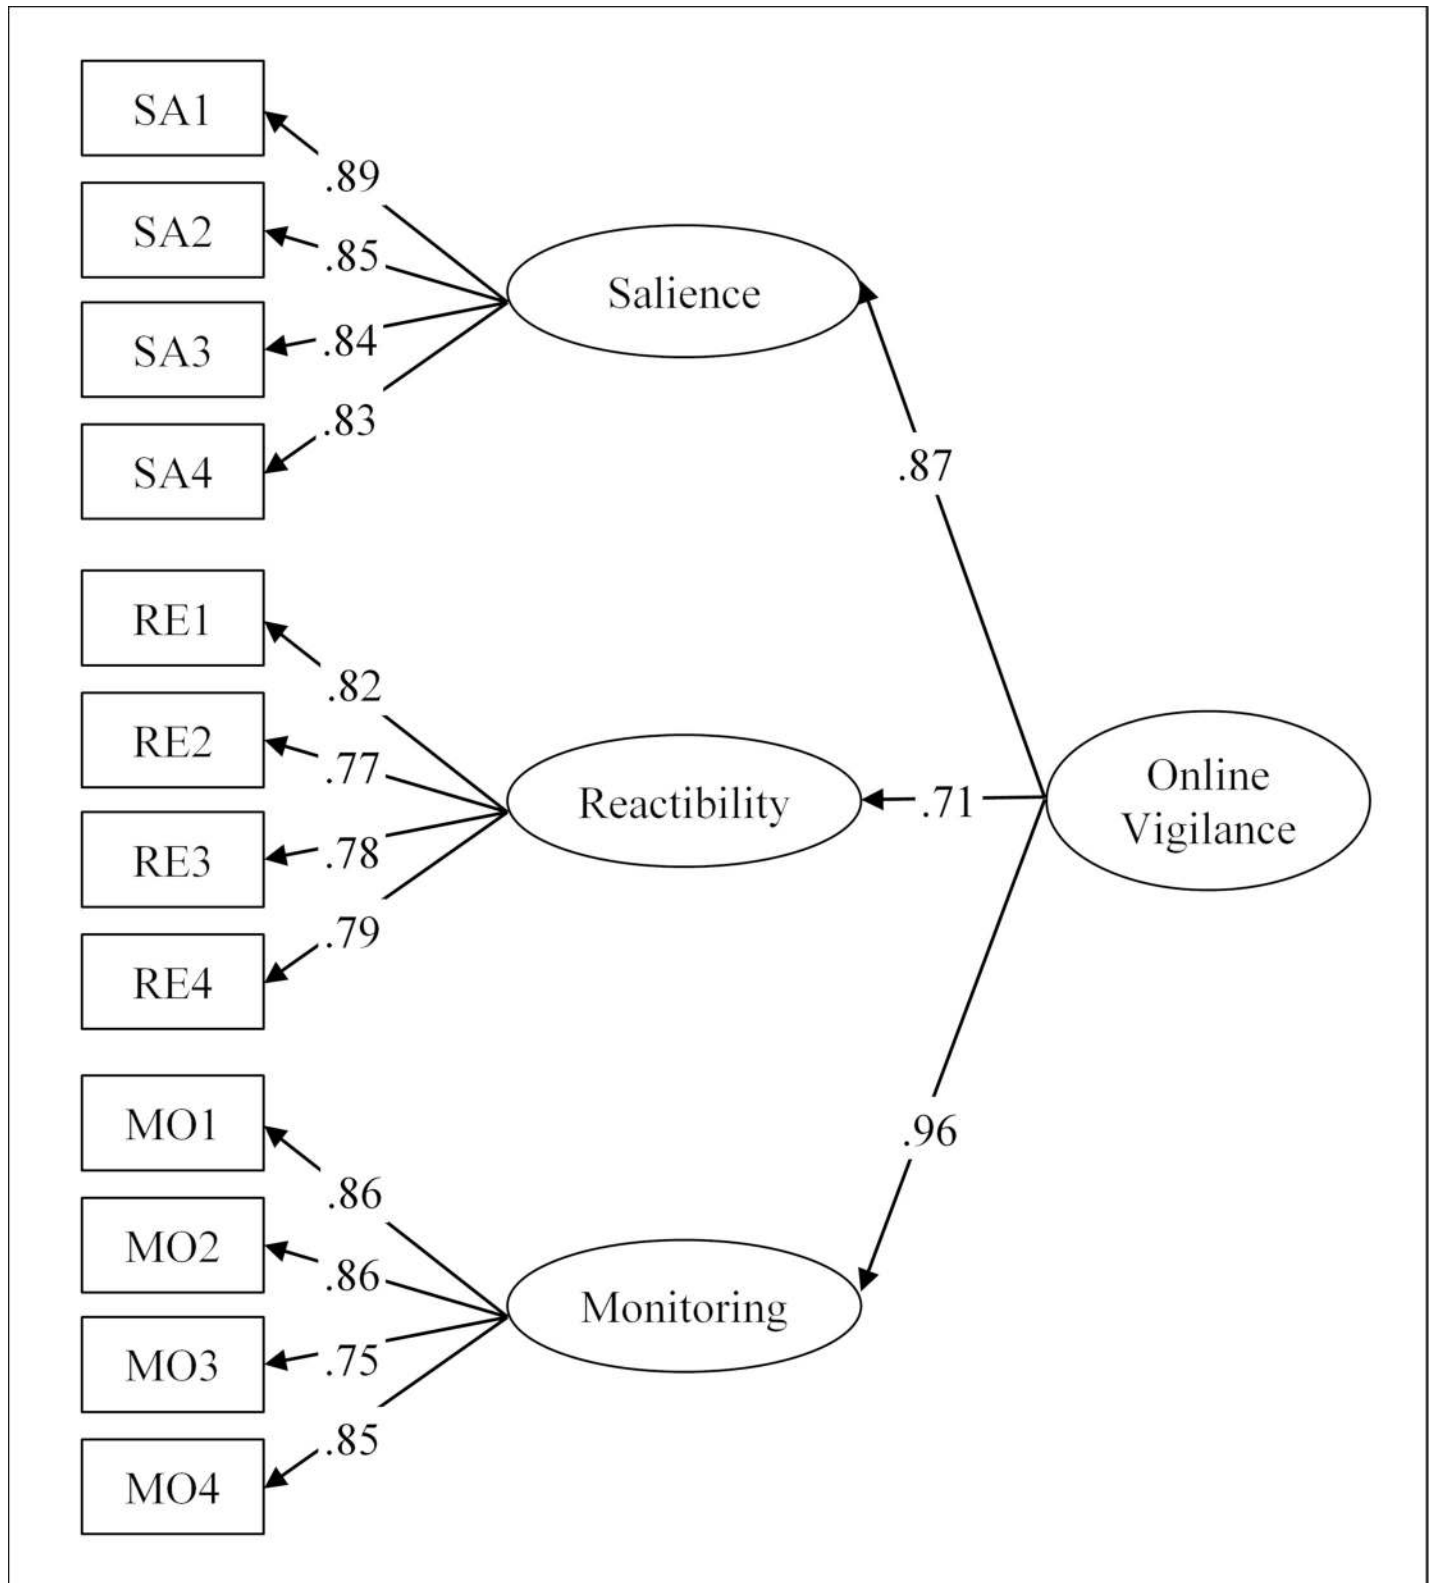 SA1
.89
SA2
.85
SA3
.84
SA4
.83
Salience
.87
RE1
.82
RE2
.77
RE3
.78
RE4
.79
Reactibility
.71
Online
Vigilance
MO1
.86
MO2
.86
MO3
.75
MO4
.85
Monitoring
.96